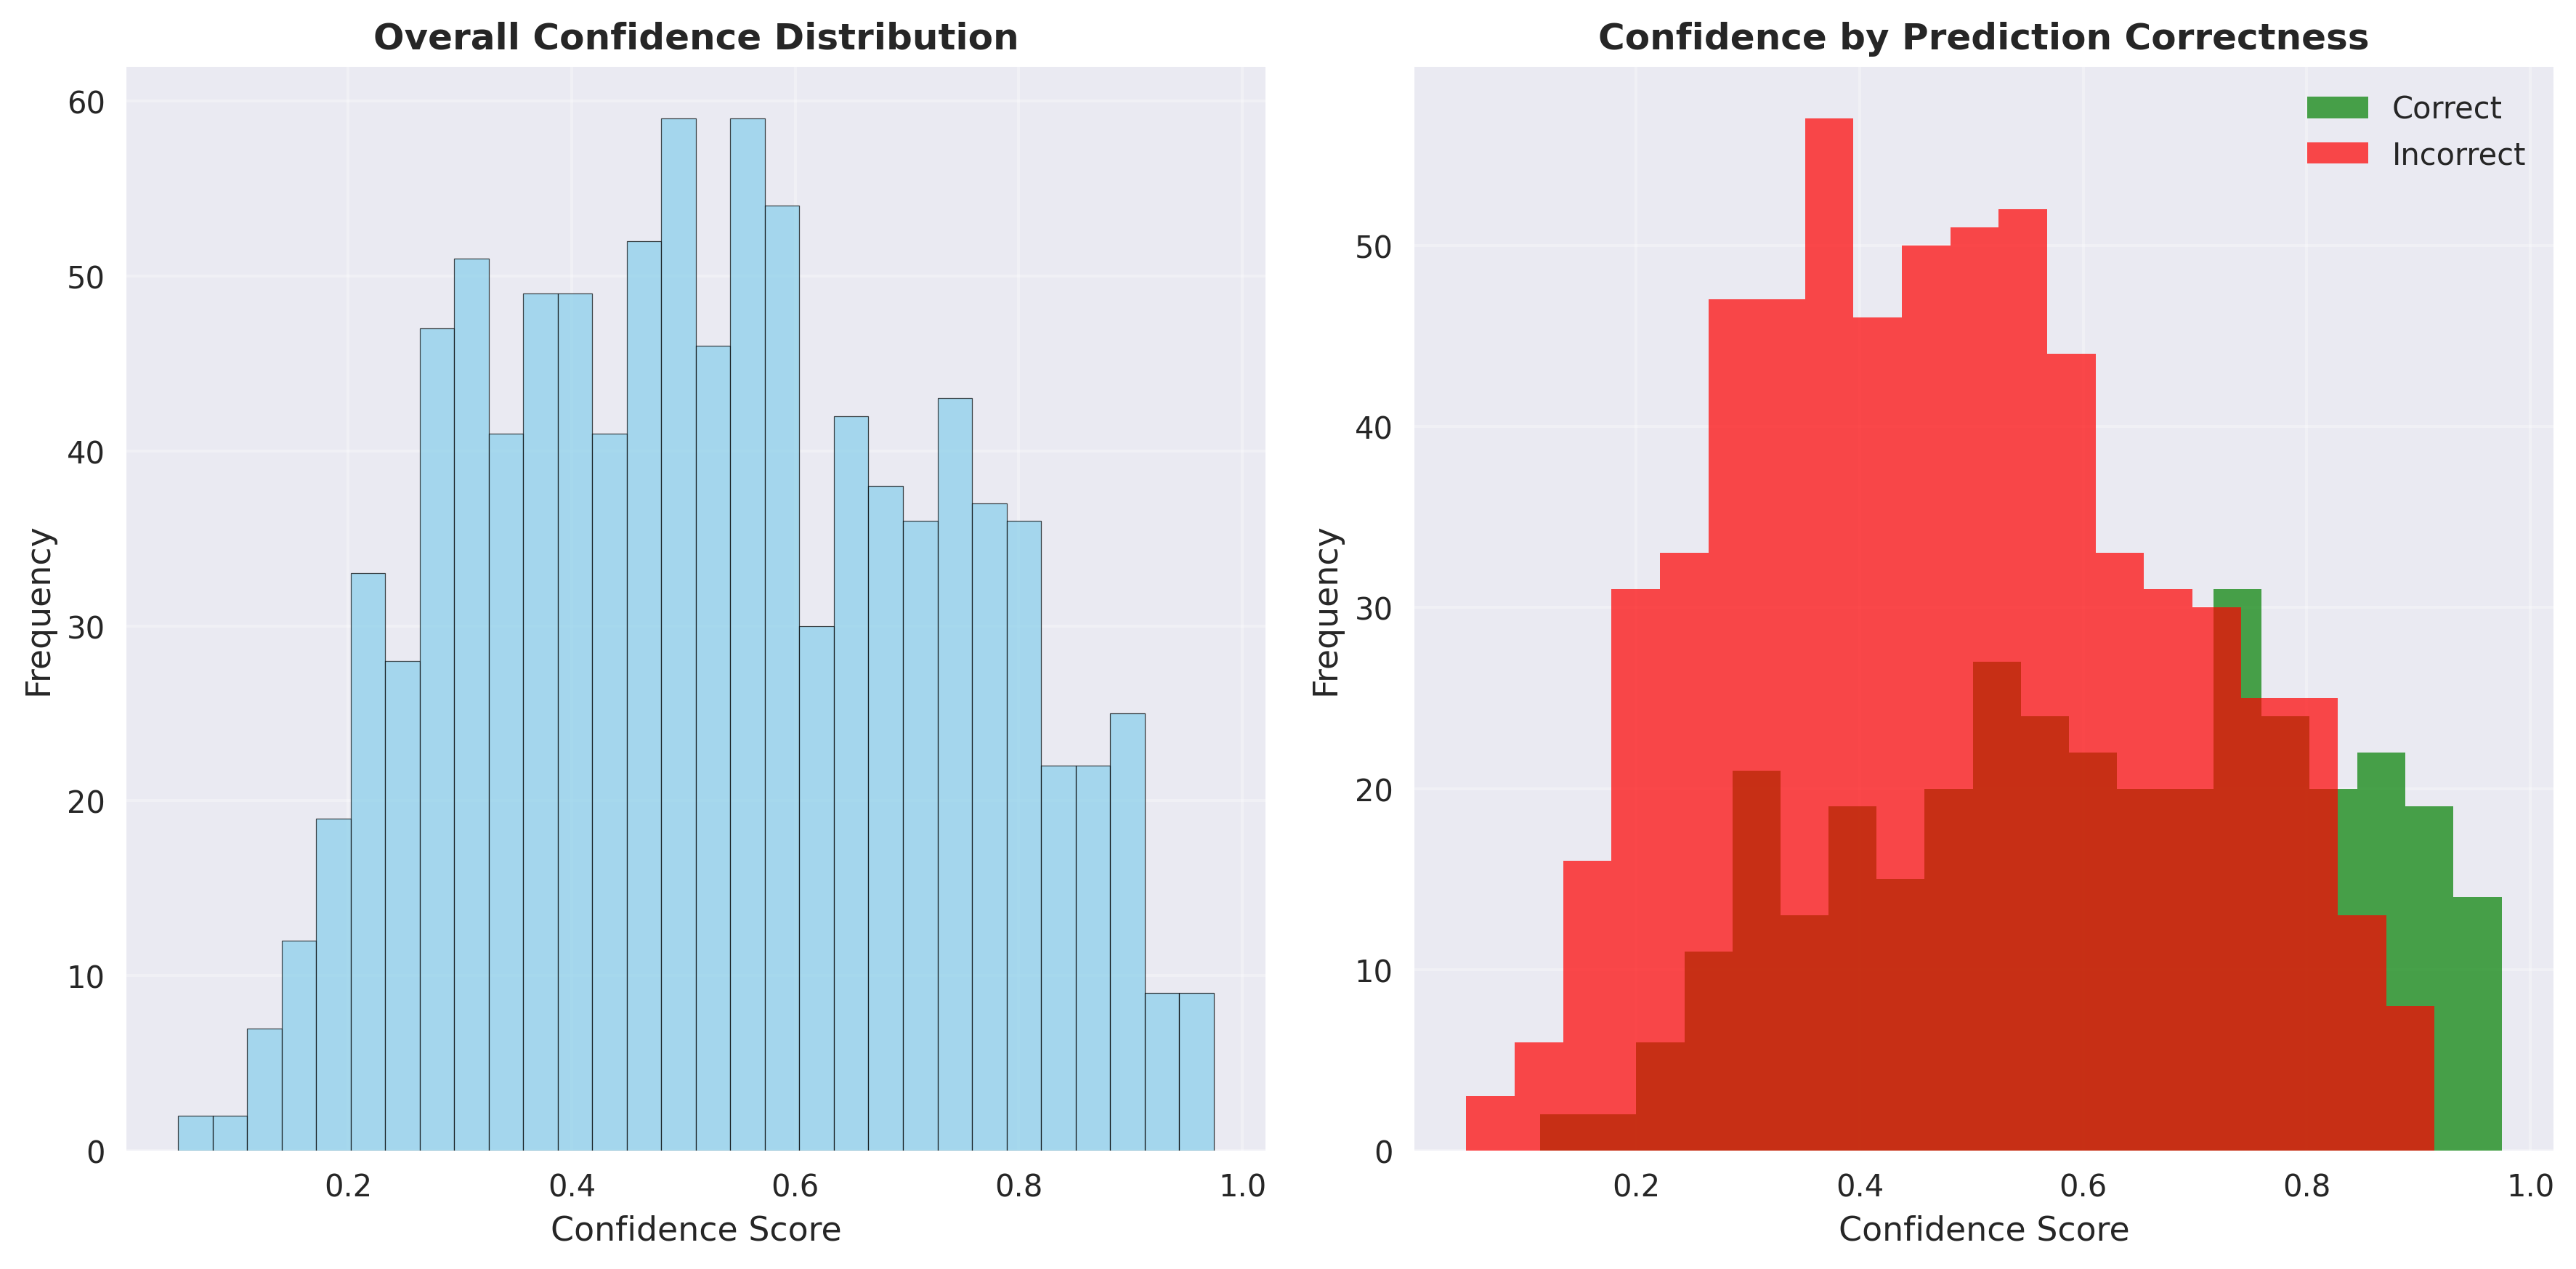 Overall Confidence Distribution
60
50
40
30
20
10
0
Frequency
0.2 0.4 0.6 0.8 1.0
Confidence Score
Confidence by Prediction Correctness
Correct
Incorrect
50
40
30
20
10
0
Frequency
0.2 0.4 0.6 0.8 1.0
Confidence Score